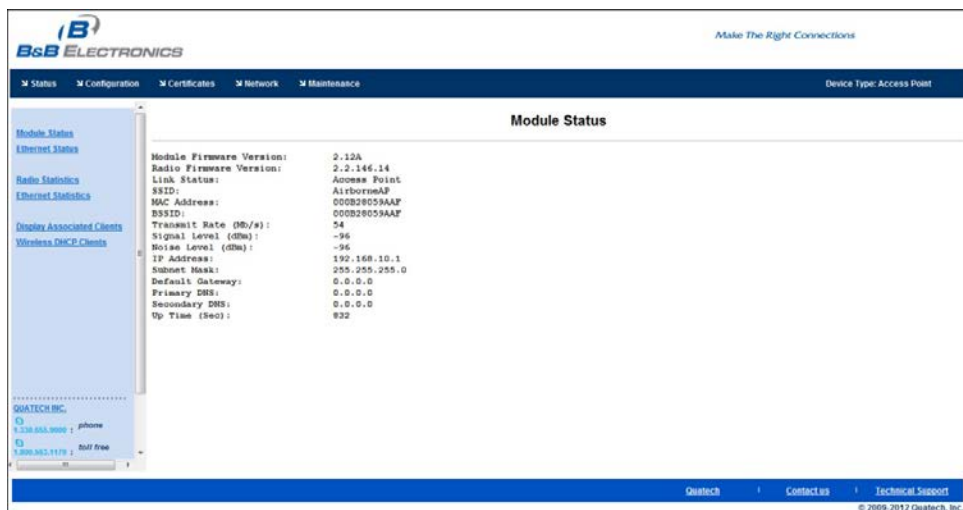 B
B&B ELECTRONICS
Make The Right Connections
Status Configuration Certificates Network Maintenance Device Type: Access Point
Module Status
Module Status
Ethernet Status
Radio Statistics
Ethernet Statistics
Display Associated Clients
Wireless DHCP Clients
Module Firmware Version: 2.12A
Radio Firmware Version: 2.2.146.14
Link Status: Access Point
SSID: AirborneAP
MAC Address: 000B28059AAF
BSSID: 000B28059AAF
Transmit Rate (Mb/s): 54
Signal Level (dBm): -96
Noise Level (dBm): -96
IP Address: 192.168.10.1
Subnet Mask: 255.255.255.0
Default Gateway: 0.0.0.0
Primary DNS: 0.0.0.0
Secondary DNS: 0.0.0.0
Up Time (Sec): 832
QUATECH INC.
phone
toll free
Quatech Contact us Technical Support
© 2009-2012 Quatech, Inc.